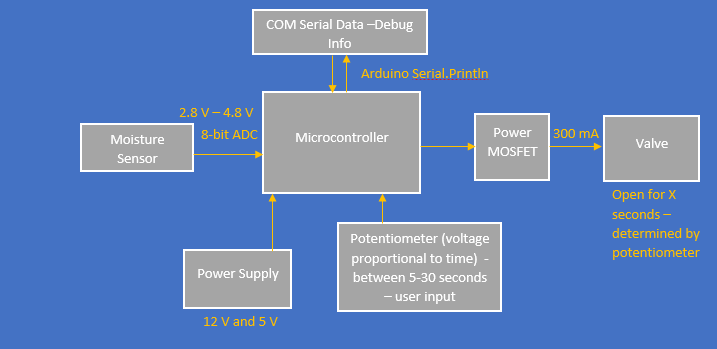 COM Serial Data –Debug
Info
Arduino Serial.Println
2.8 V – 4.8 V
8-bit ADC
Moisture
Sensor
Microcontroller
Power
MOSFET
300 mA
Valve
Open for X
seconds –
determined by
potentiometer
Potentiometer (voltage
proportional to time) -
between 5-30 seconds
– user input
Power Supply
12 V and 5 V